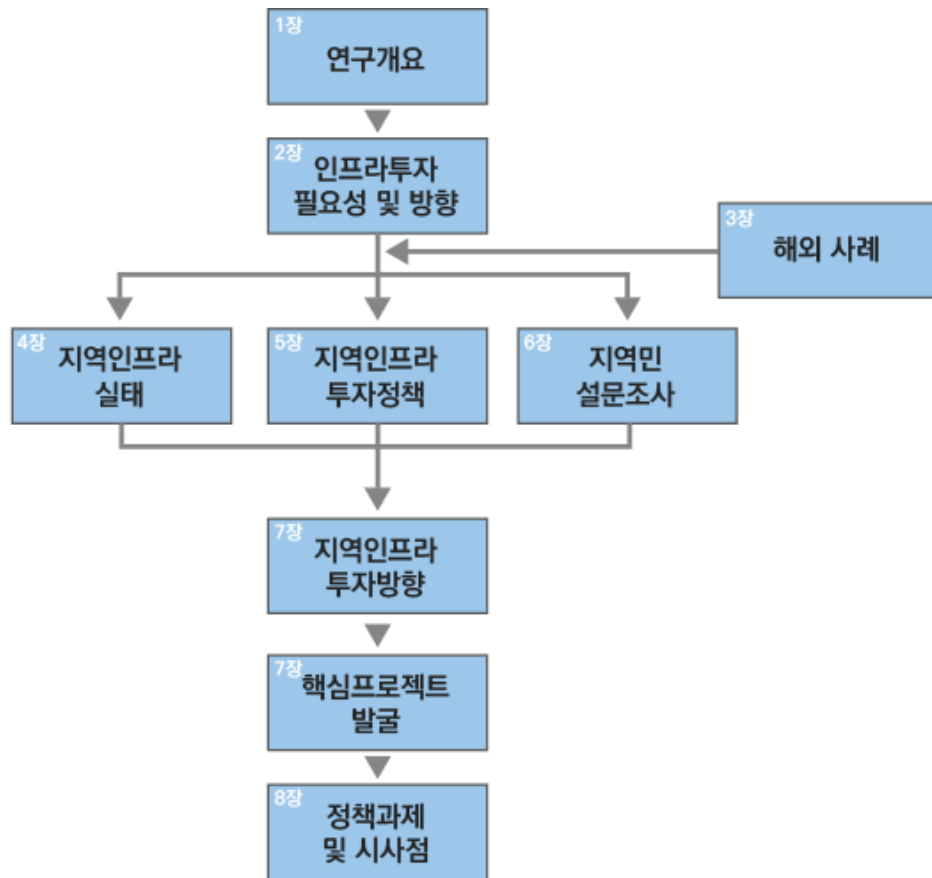 1장
연구개요
2장
인프라투자
필요성 및 방향
3장
해외 사례
4장
지역인프라
실태
5장
지역인프라
투자정책
6장
지역민
설문조사
7장
지역인프라
투자방향
7장
핵심프로젝트
발굴
8장
정책과제
및 시사점